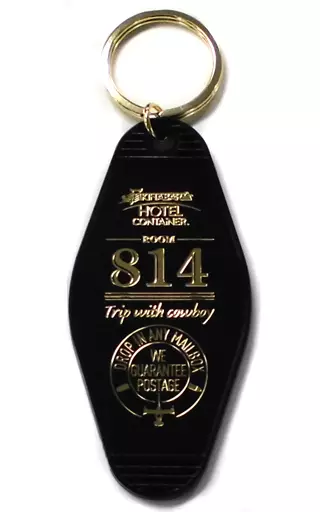 HOTEL
CONTAINER
ROOM
814
Trip with cowboy
DROP IN ANY MAILBOX
WE
GUARANTEE
POSTAGE